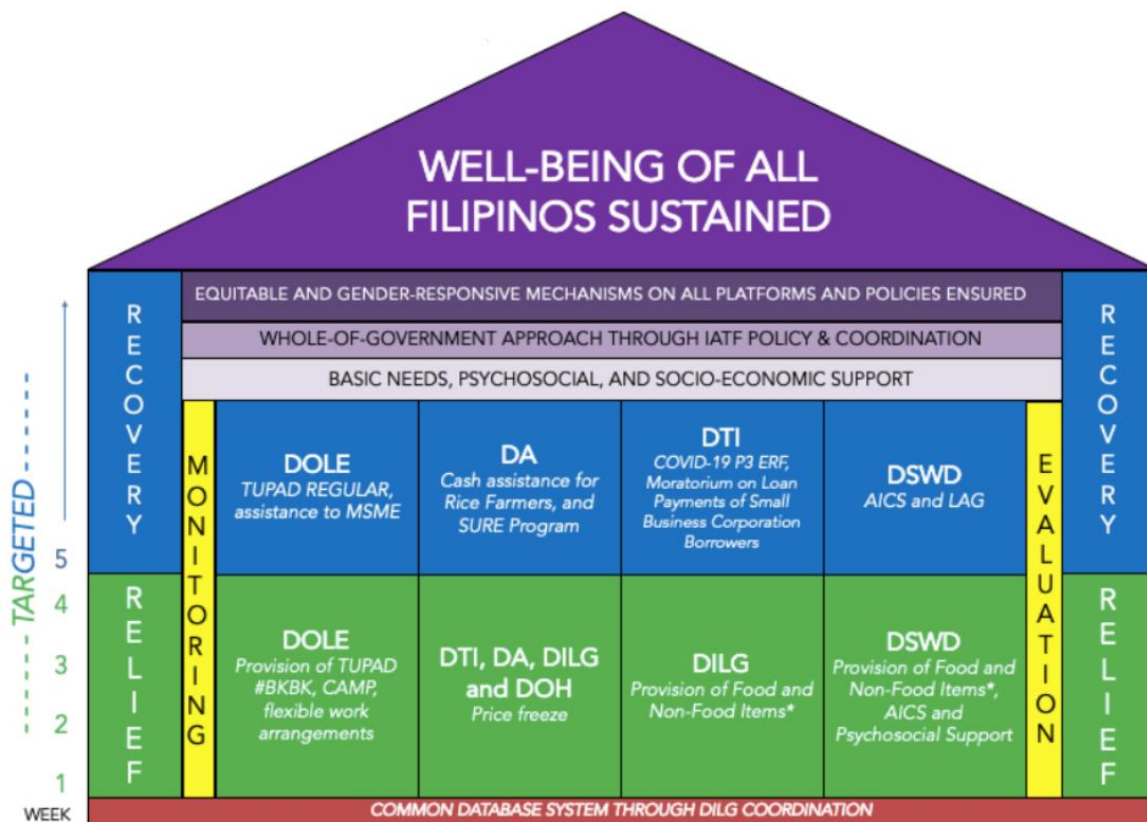 WELL-BEING OF ALL
FILIPINOS SUSTAINED
EQUITABLE AND GENDER-RESPONSIVE MECHANISMS ON ALL PLATFORMS AND POLICIES ENSURED
WHOLE-OF-GOVERNMENT APPROACH THROUGH IATF POLICY & COORDINATION
BASIC NEEDS, PSYCHOSOCIAL, AND SOCIO-ECONOMIC SUPPORT
TARGETED
RECOVERY
MONITORING
DOLE
TUPAD REGULAR,
assistance to MSME
DA
Cash assistance for
Rice Farmers, and
SURE Program
DTI
COVID-19 P3 ERF,
Moratorium on Loan
Payments of Small
Business Corporation
Borrowers
DSWD
AICS and LAG
EVALUATION
RECOVERY
5
4
3
2
1
WEEK
RELIEF
DOLE
Provision of TUPAD
#BKBK, CAMP,
flexible work
arrangements
DTI, DA, DILG
and DOH
Price freeze
DILG
Provision of Food and
Non-Food Items*
DSWD
Provision of Food and
Non-Food Items*,
AICS and
Psychosocial Support
RELIEF
COMMON DATABASE SYSTEM THROUGH DILG COORDINATION